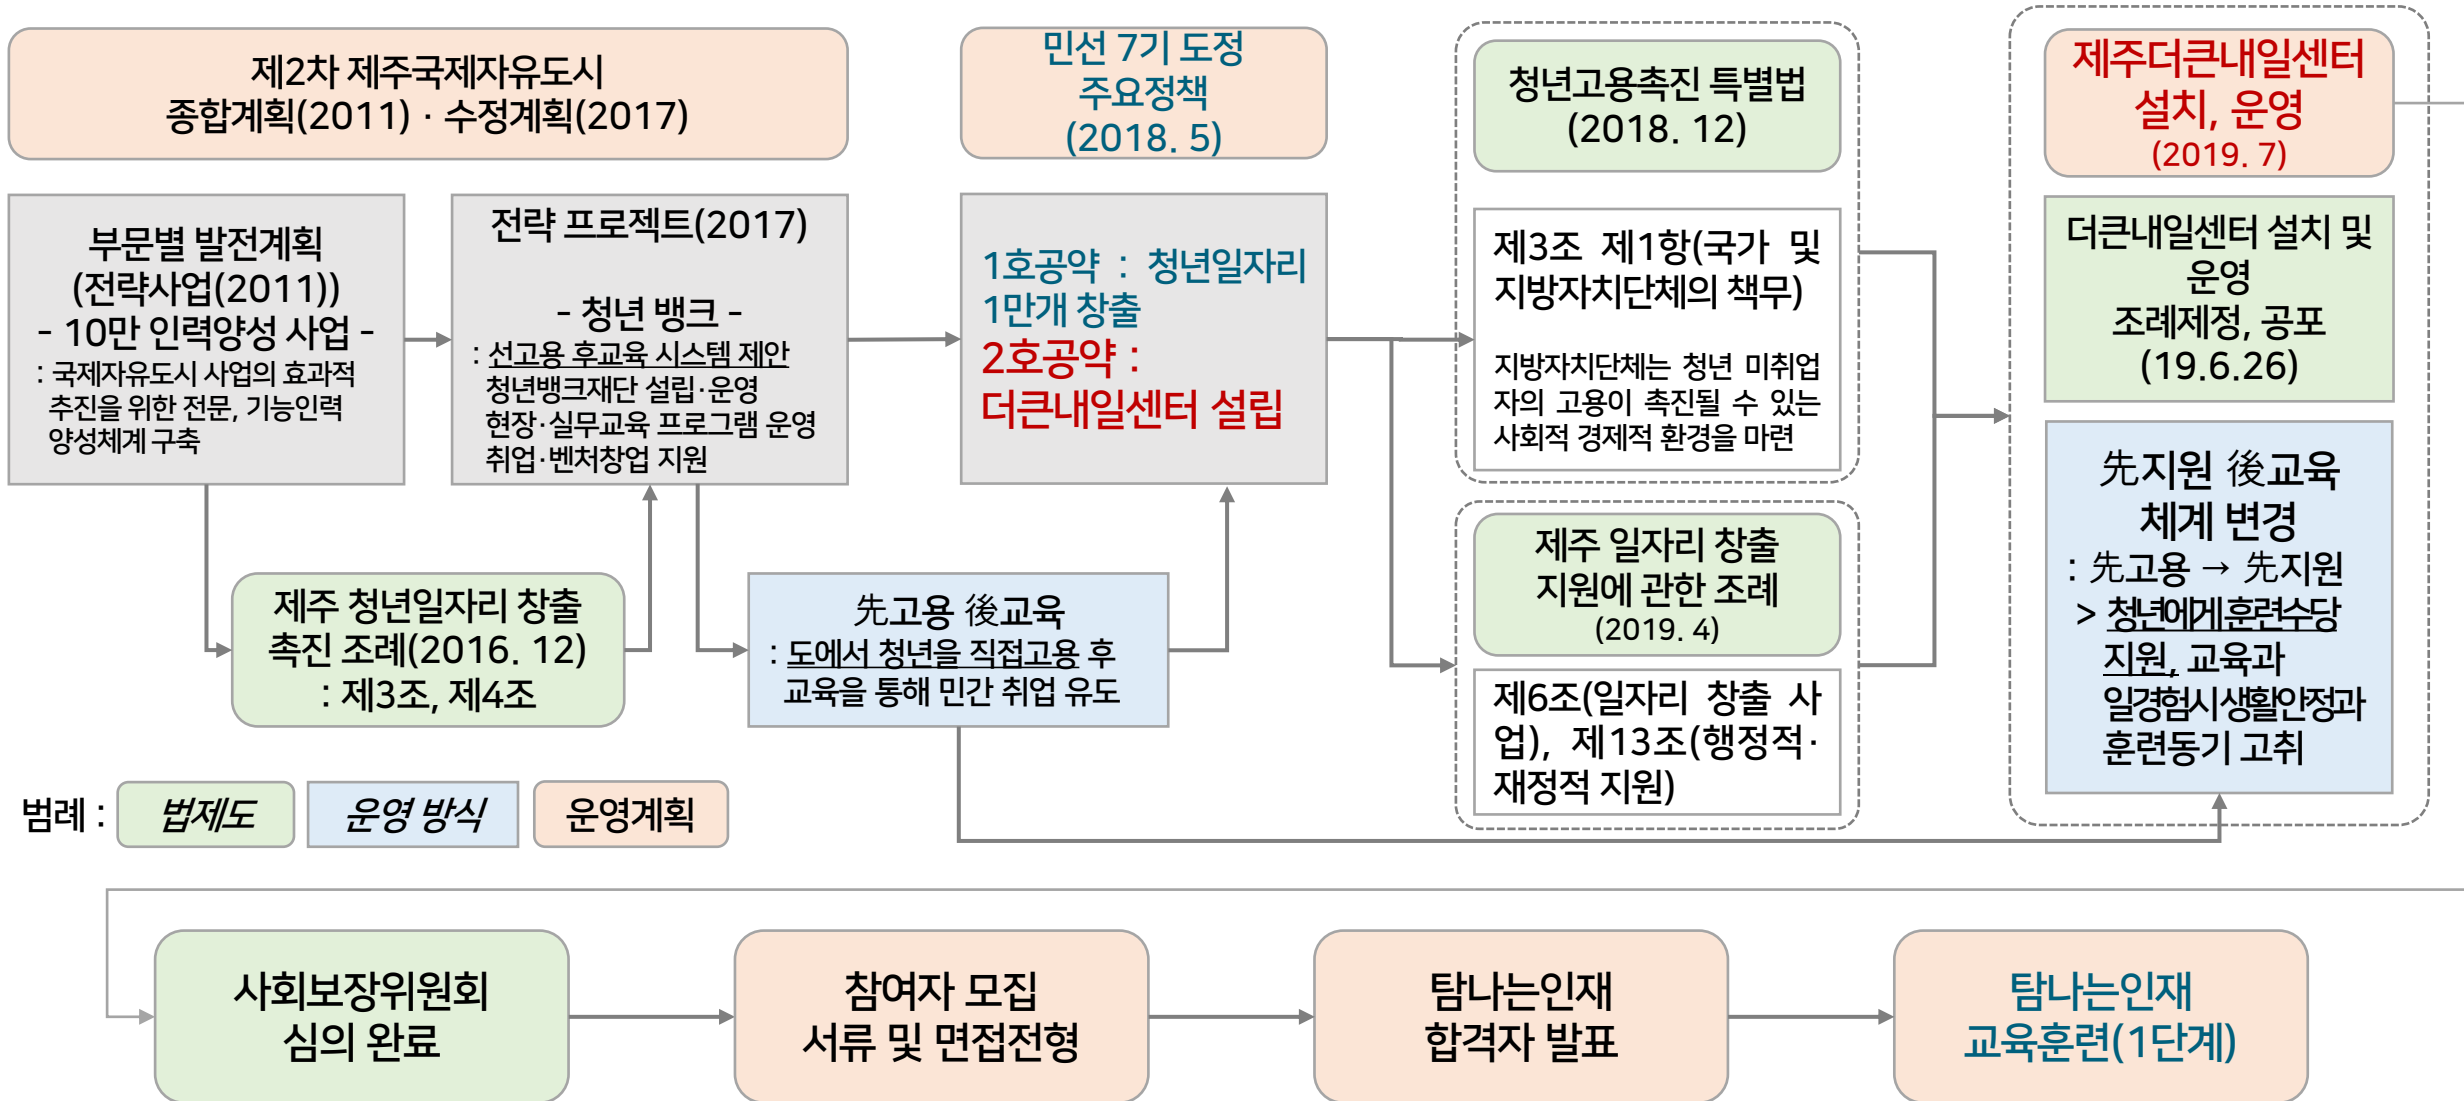 제2차 제주국제자유도시
종합계획(2011) · 수정계획(2017)
부문별 발전계획
(전략사업(2011))
- 10만 인력양성 사업 -
: 국제자유도시 사업의 효과적
추진을 위한 전문, 기능인력
양성체계 구축
전략 프로젝트(2017)
- 청년 뱅크 -
: 선고용 후교육 시스템 제안
청년뱅크재단 설립·운영
현장·실무교육 프로그램 운영
취업·벤처창업 지원
제주 청년일자리 창출
촉진 조례(2016. 12)
: 제3조, 제4조
先고용 後교육
: 도에서 청년을 직접고용 후
교육을 통해 민간 취업 유도
민선 7기 도정
주요정책
(2018. 5)
1호공약 : 청년일자리
1만개 창출
2호공약 :
더큰내일센터 설립
청년고용촉진 특별법
(2018. 12)
제3조 제1항(국가 및
지방자치단체의 책무)
지방자치단체는 청년 미취업
자의 고용이 촉진될 수 있는
사회적 경제적 환경을 마련
제주 일자리 창출
지원에 관한 조례
(2019. 4)
제6조(일자리 창출 사
업), 제13조(행정적·
재정적 지원)
제주더큰내일센터
설치, 운영
(2019. 7)
더큰내일센터 설치 및
운영
조례제정, 공포
(19.6.26)
先지원 後교육
체계 변경
: 先고용 → 先지원
> 청년에게 훈련수당
지원, 교육과
일경험시 생활안정과
훈련동기 고취
범례 :
법제도
운영 방식
운영계획
사회보장위원회
심의 완료
참여자 모집
서류 및 면접전형
탐나는인재
합격자 발표
탐나는인재
교육훈련(1단계)